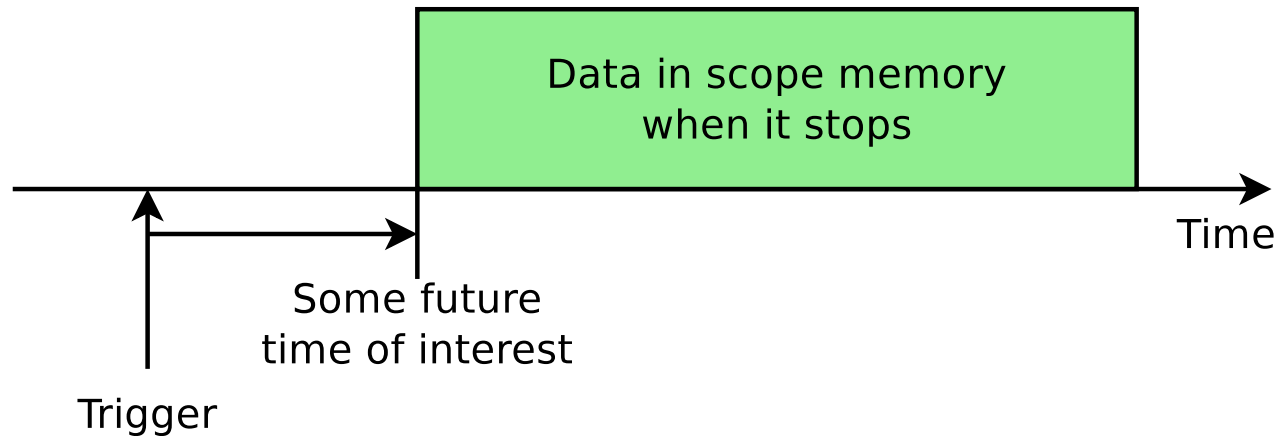 Data in scope memory
when it stops
Time
Some future
time of interest
Trigger